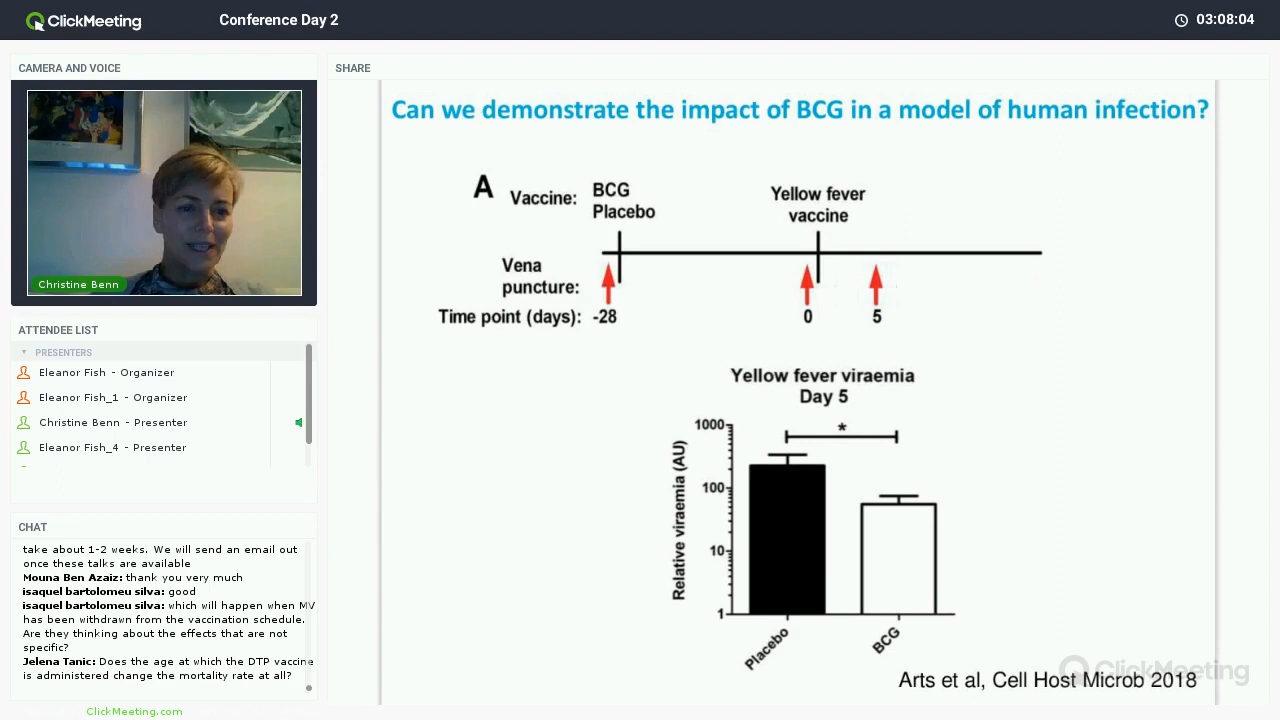 ClickMeeting
Conference Day 2
03:08:04
CAMERA AND VOICE
Christine Benn
ATTENDEE LIST
PRESENTERS
Eleanor Fish - Organizer
Eleanor Fish_1 - Organizer
Christine Benn - Presenter
Eleanor Fish_4 - Presenter
CHAT
take about 1-2 weeks. We will send an email out
once these talks are available
Mouna Ben Azaiz: thank you very much
isaquel bartolomeu silva: good
isaquel bartolomeu silva: which will happen when MV
has been withdrawn from the vaccination schedule.
Are they thinking about the effects that are not
specific?
Jelena Tanic: Does the age at which the DTP vaccine
is administered change the mortality rate at all?
ClickMeeting.com
SHARE
Can we demonstrate the impact of BCG in a model of human infection?
A
Vaccine:
BCG
Placebo
Yellow fever
vaccine
Vena
puncture:
Time point (days): -28 0 5
Yellow fever viraemia
Day 5
*
Relative viraemia (AU)
1000
100
10
1
Placebo
BCG
Arts et al, Cell Host Microb 2018
ClickMeeting